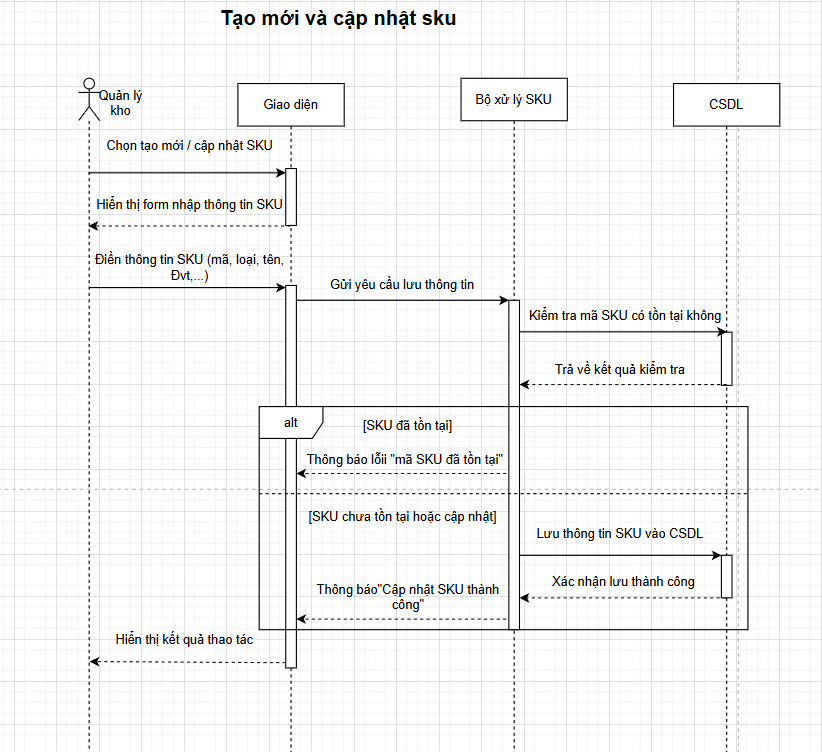 Tạo mới và cập nhật sku
Quản lý
kho
Giao diện
Bộ xử lý SKU
CSDL
Chọn tạo mới / cập nhật SKU
Hiển thị form nhập thông tin SKU
Điền thông tin SKU (mã, loại, tên,
Đvt,...)
Gửi yêu cầu lưu thông tin
Kiểm tra mã SKU có tồn tại không
Trả về kết quả kiểm tra
alt
[SKU đã tồn tại]
Thông báo lỗii "mã SKU đã tồn tại"
[SKU chưa tồn tại hoặc cập nhật]
Lưu thông tin SKU vào CSDL
Xác nhận lưu thành công
Thông báo"Cập nhật SKU thành
công"
Hiển thị kết quả thao tác